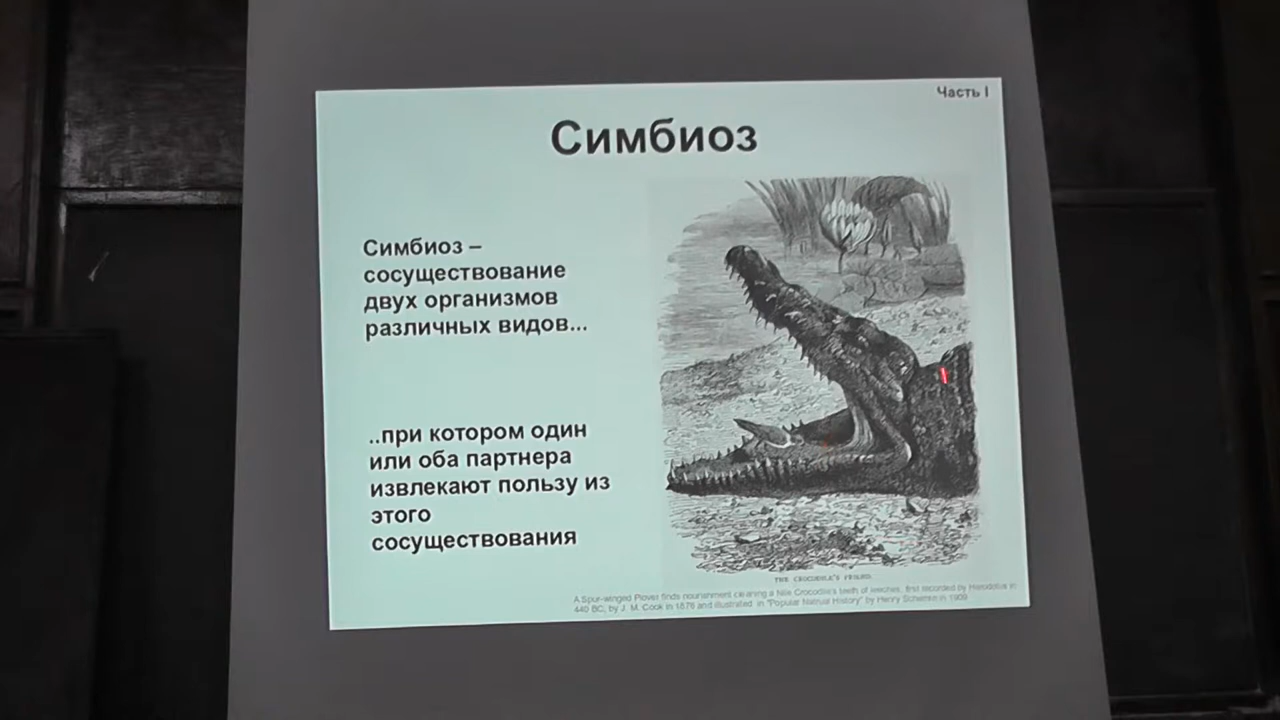 Часть I
Симбиоз
Симбиоз –
сосуществование
двух организмов
различных видов...
..при котором один
или оба партнера
извлекают пользу из
этого
сосуществования
THE CROCODILE'S FRIEND.
A Spur-winged Plover finds nourishment cleaning a Nile Crocodile's teeth of leeches, first recorded by Herodotus in
440 BC, by J. M. Cook in 1876 and illustrated in "Popular Natrual History" by Henry in 1909